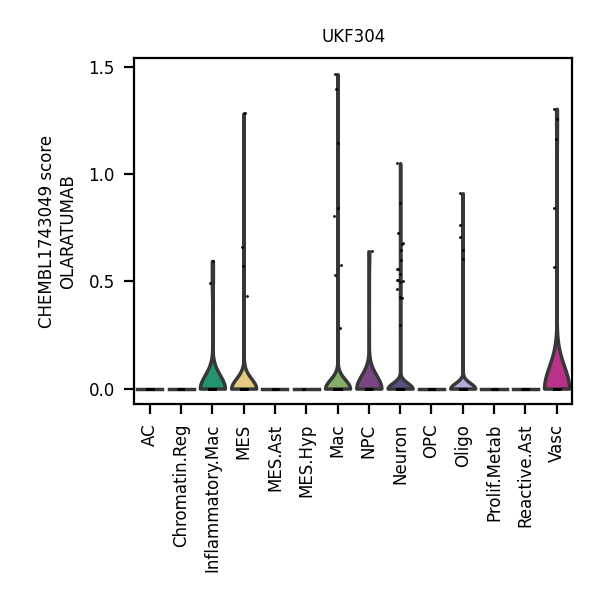 UKF304
CHEMBL1743049 score
OLARATUMAB
1.5
1.0
0.5
0.0
AC
Chromatin.Reg
Inflammatory.Mac
MES
MES.Ast
MES.Hyp
Mac
NPC
Neuron
OPC
Oligo
Prolif.Metab
Reactive.Ast
Vasc